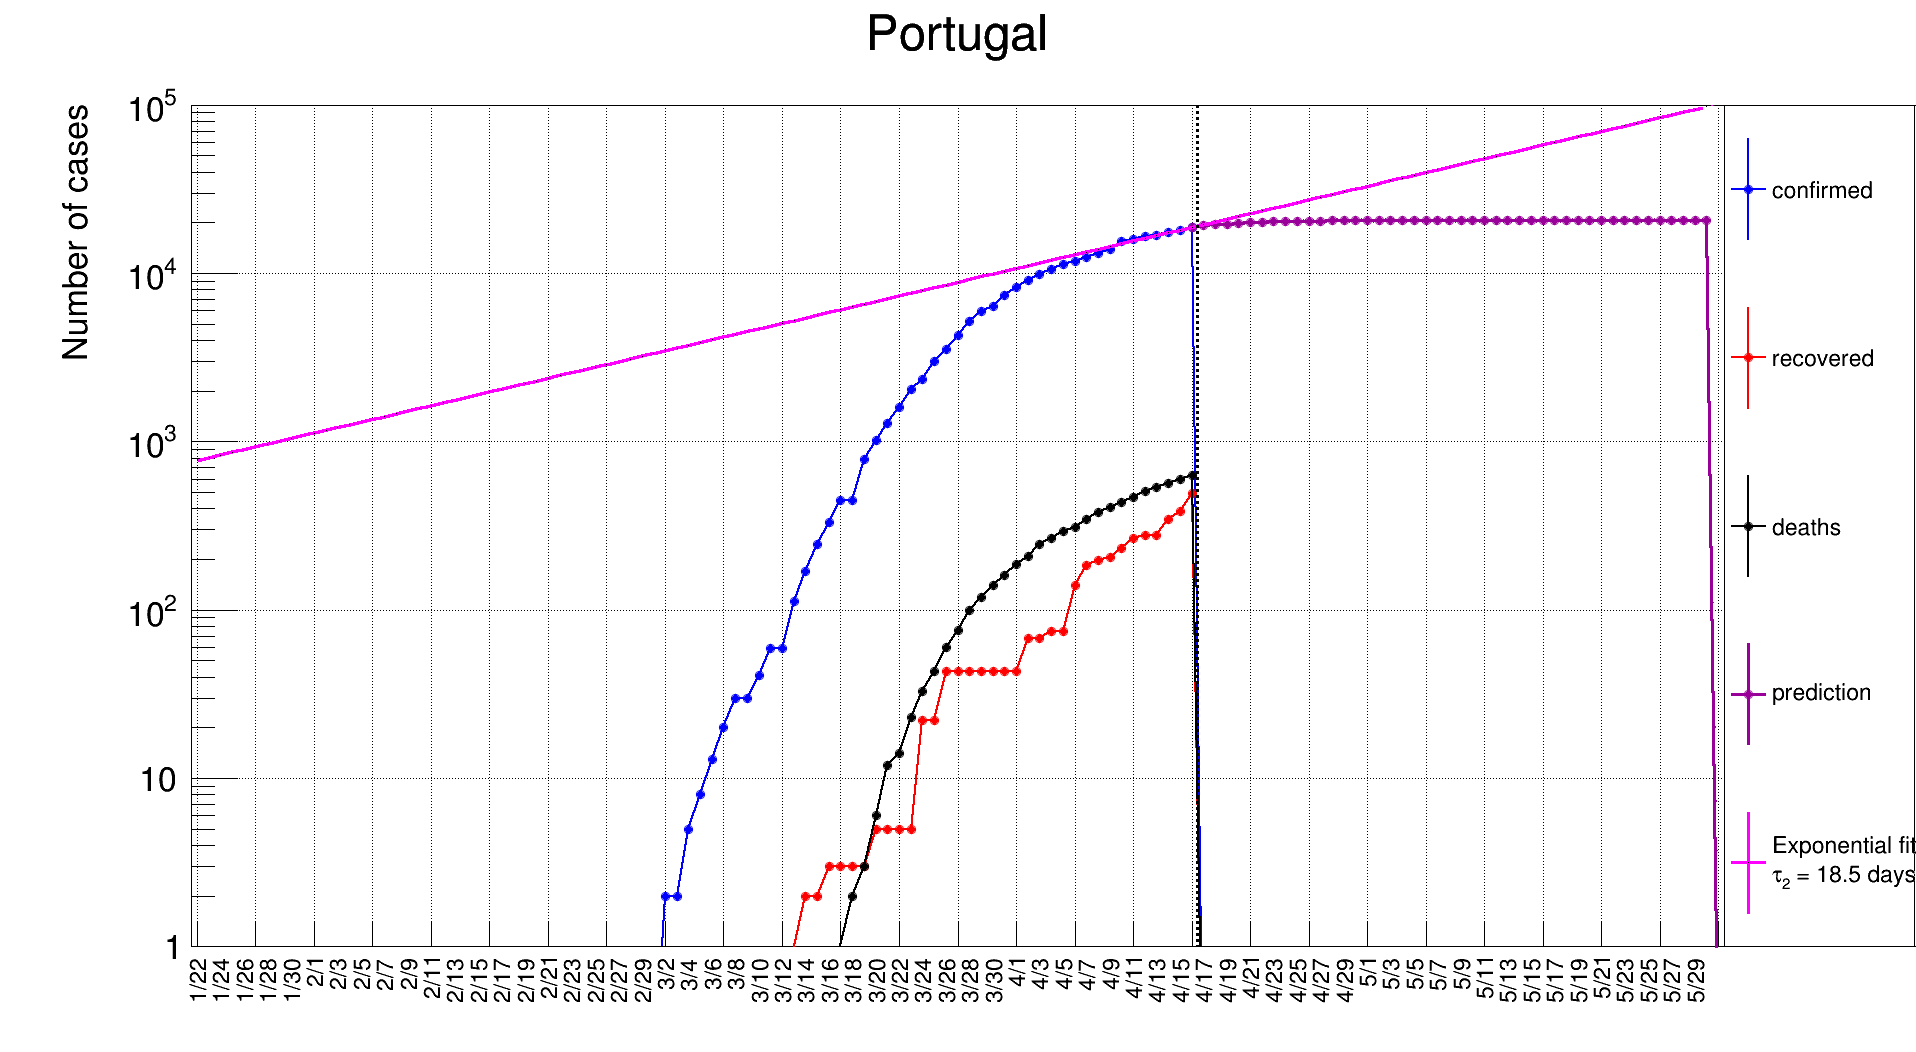 Portugal
Number of cases
10^5
10^4
10^3
10^2
10
1
1/22 1/24 1/26 1/28 1/30 2/1 2/3 2/5 2/7 2/9 2/11 2/13 2/15 2/17 2/19 2/21 2/23 2/25 2/27 2/29 3/2 3/4 3/6 3/8 3/10 3/12 3/14 3/16 3/18 3/20 3/22 3/24 3/26 3/28 3/30 4/1 4/3 4/5 4/7 4/9 4/11 4/13 4/15 4/17 4/19 4/21 4/23 4/25 4/27 4/29 5/1 5/3 5/5 5/7 5/9 5/11 5/13 5/15 5/17 5/19 5/21 5/23 5/25 5/27 5/29
confirmed
recovered
deaths
prediction
Exponential fit
τ2 = 18.5 days